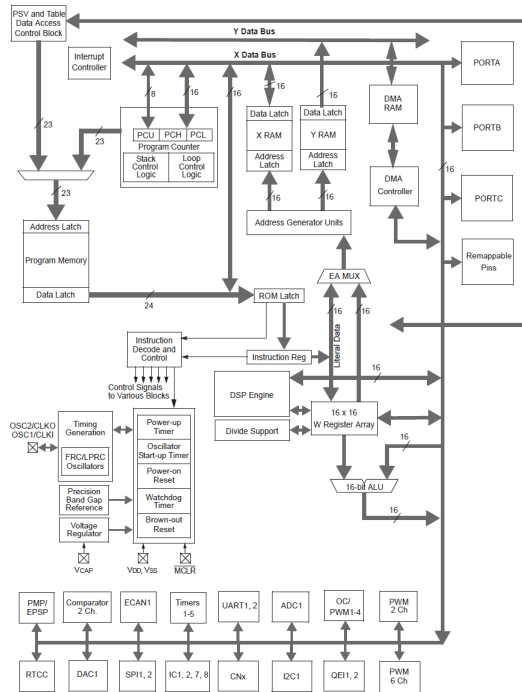 PSV and Table
Data Access
Control Block
Y Data Bus
X Data Bus
Interrupt
Controller
PORTA
8
16
16
16
16
Data Latch
X RAM
Address
Latch
Data Latch
Y RAM
Address
Latch
DMA
RAM
PORTB
23
23
PCU PCH PCL
Program Counter
Stack
Control
Logic
Loop
Control
Logic
16
16
16
DMA
Controller
PORTC
23
Address Latch
Program Memory
Data Latch
Address Generator Units
Remappable
Pins
EA MUX
24
ROM Latch
16
16
Literal Data
Instruction
Decode and
Control
Instruction Reg
Control Signals
to Various Blocks
16
DSP Engine
Divide Support
16 x 16
W Register Array
OSC2/CLKO
OSC1/CLKI
Timing
Generation
FRC/LPRC
Oscillators
Precision
Band Gap
Reference
Voltage
Regulator
Power-up
Timer
Oscillator
Start-up Timer
Power-on
Reset
Watchdog
Timer
Brown-out
Reset
16
16-bit ALU
16
VCAP
VDD, VSS
MCLR
PMP/
EPSP
Comparator
2 Ch.
ECAN1
Timers
1-5
UART1, 2
ADC1
OC/
PWM1-4
PWM
2 Ch
RTCC
DAC1
SPI1, 2
IC1, 2, 7, 8
CNx
I2C1
QEI1, 2
PWM
6 Ch